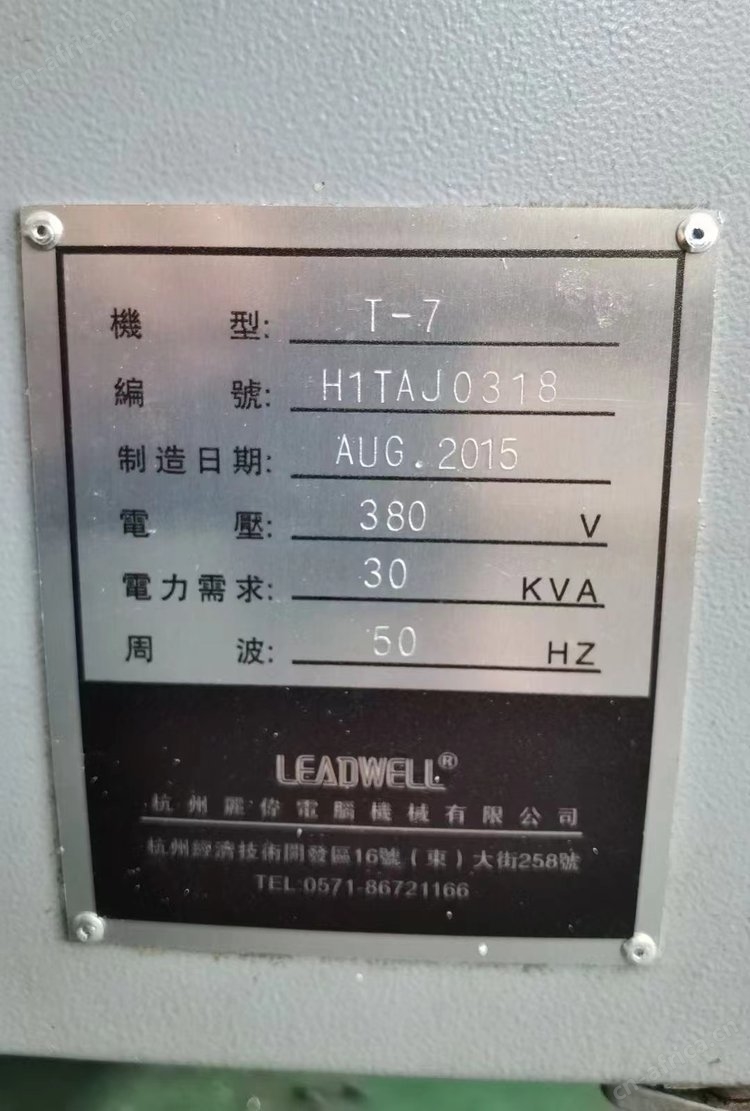 機 型: T-7
編 號: H1TAJ0318
制造日期: AUG.2015
電 壓: 380 V
電力需求: 30 KVA
周 波: 50 HZ
LEADWELL®
杭州麗偉電腦機械有限公司
杭州經濟技術開發區16號(東)大街258號
TEL:0571-86721166